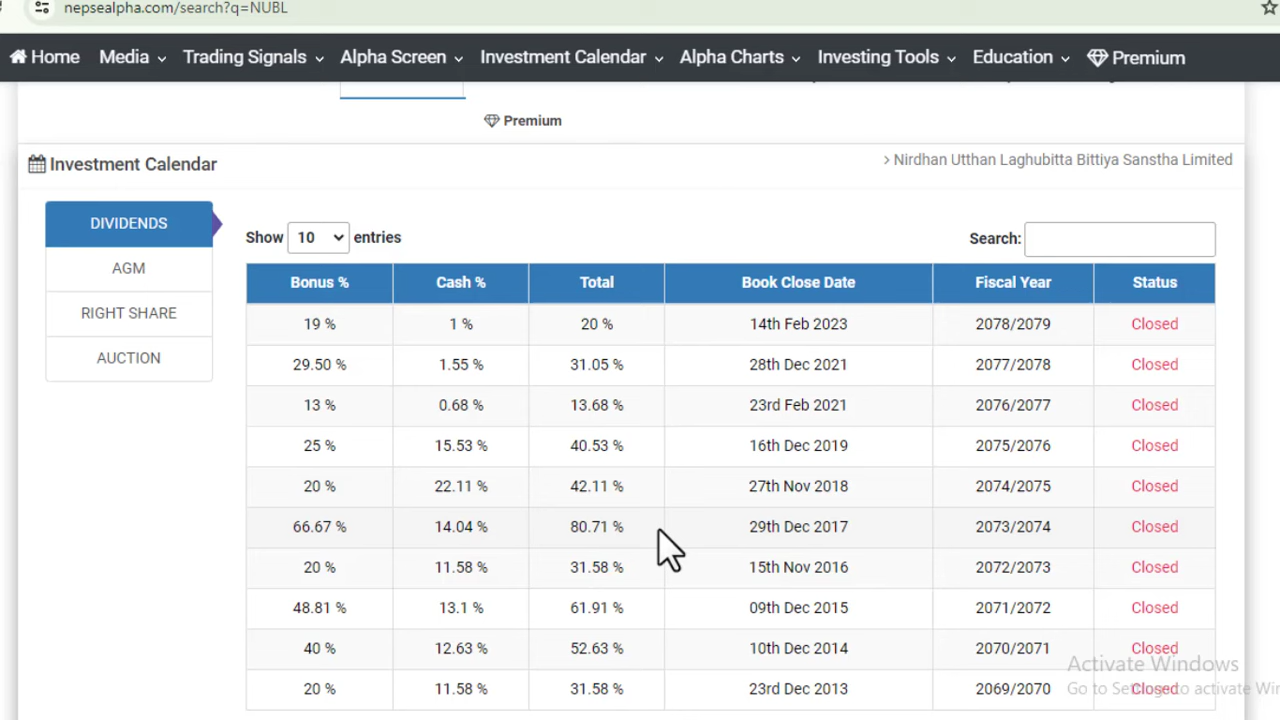 nepsealpha.com/search?q=NUBL
Home Media Trading Signals Alpha Screen Investment Calendar Alpha Charts Investing Tools Education Premium
Premium
Investment Calendar
> Nirdhan Utthan Laghubitta Bittiya Sanstha Limited
DIVIDENDS
AGM
RIGHT SHARE
AUCTION
Show 10 entries
Search:
Bonus % Cash % Total Book Close Date Fiscal Year Status
19 % 1 % 20 % 14th Feb 2023 2078/2079 Closed
29.50 % 1.55 % 31.05 % 28th Dec 2021 2077/2078 Closed
13 % 0.68 % 13.68 % 23rd Feb 2021 2076/2077 Closed
25 % 15.53 % 40.53 % 16th Dec 2019 2075/2076 Closed
20 % 22.11 % 42.11 % 27th Nov 2018 2074/2075 Closed
66.67 % 14.04 % 80.71 % 29th Dec 2017 2073/2074 Closed
20 % 11.58 % 31.58 % 15th Nov 2016 2072/2073 Closed
48.81 % 13.1 % 61.91 % 09th Dec 2015 2071/2072 Closed
40 % 12.63 % 52.63 % 10th Dec 2014 2070/2071 Closed
20 % 11.58 % 31.58 % 23rd Dec 2013 2069/2070 Closed
Activate Windows
Go to Settings to activate